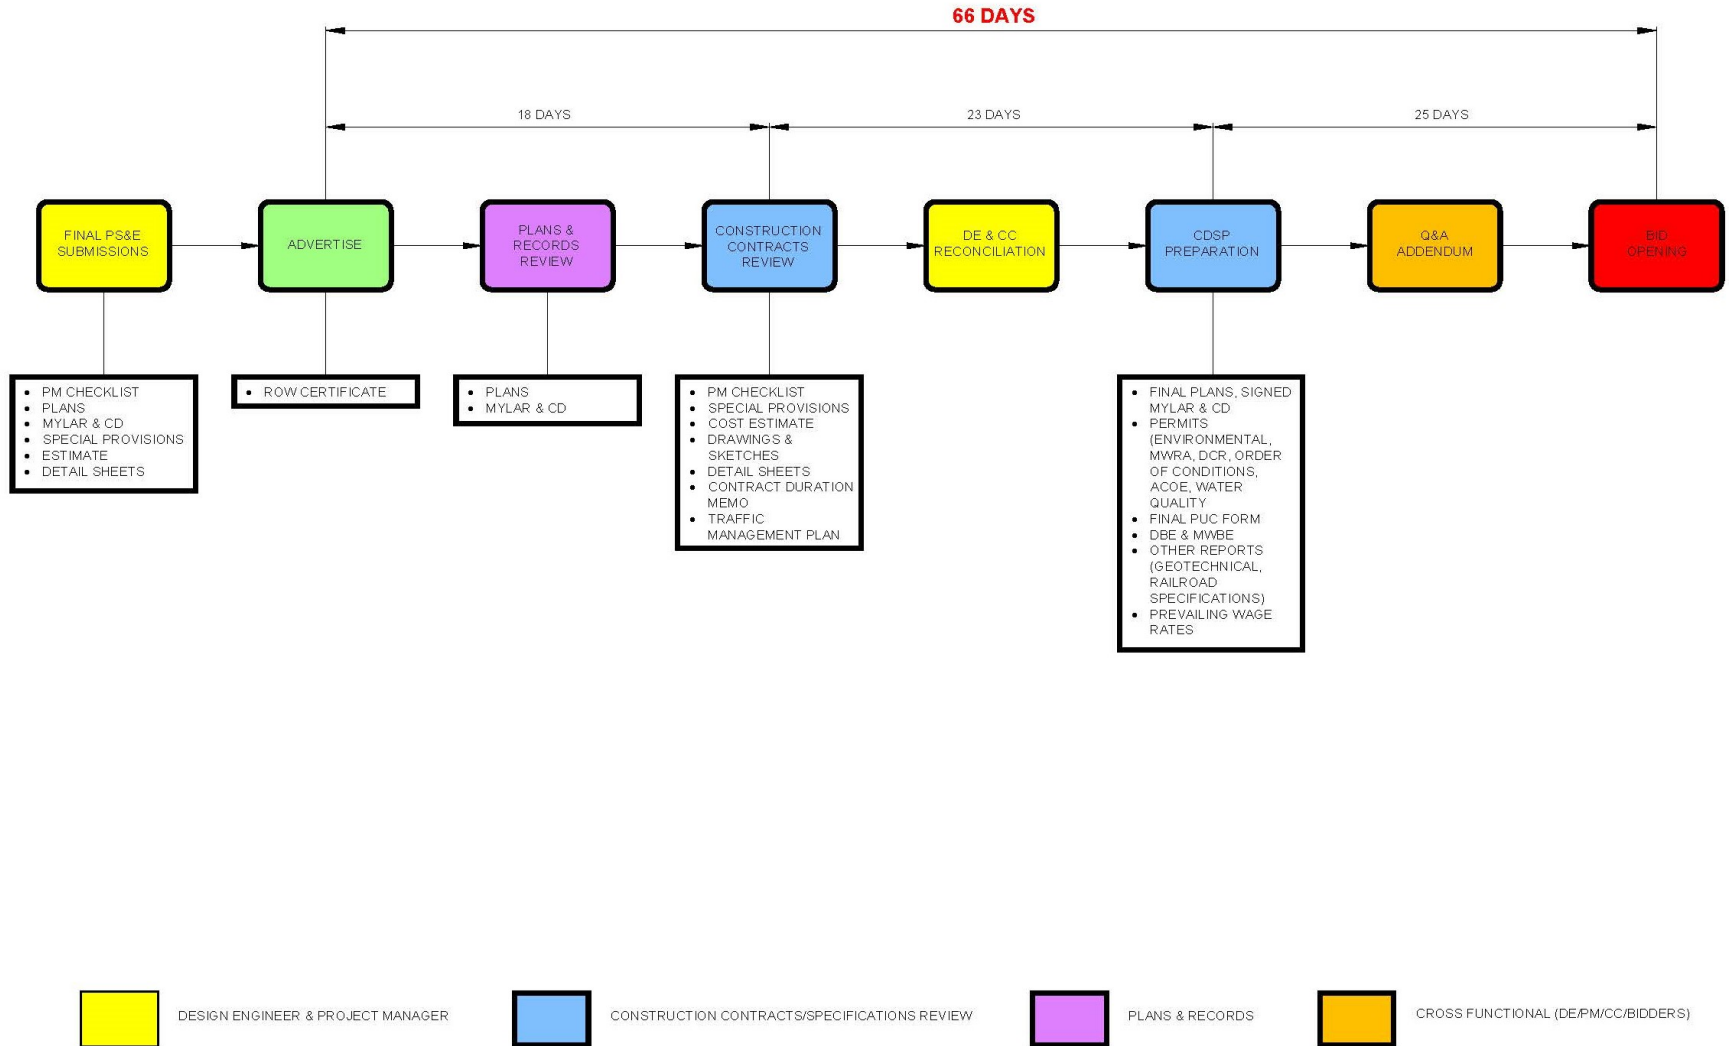 66 DAYS
18 DAYS
23 DAYS
25 DAYS
FINAL PS&E
SUBMISSIONS
ADVERTISE
PLANS &
RECORDS
REVIEW
CONSTRUCTION
CONTRACTS
REVIEW
DE & CC
RECONCILIATION
CDSP
PREPARATION
Q&A
ADDENDUM
BID
OPENING
• PM CHECKLIST
• PLANS
• MYLAR & CD
• SPECIAL PROVISIONS
• ESTIMATE
• DETAIL SHEETS
• ROW CERTIFICATE
• PLANS
• MYLAR & CD
• PM CHECKLIST
• SPECIAL PROVISIONS
• COST ESTIMATE
• DRAWINGS &
SKETCHES
• DETAIL SHEETS
• CONTRACT DURATION
MEMO
• TRAFFIC
MANAGEMENT PLAN
• FINAL PLANS, SIGNED
MYLAR & CD
• PERMITS
(ENVIRONMENTAL,
MWRA, DCR, ORDER
OF CONDITIONS,
ACOE, WATER
QUALITY
• FINAL PUC FORM
• DBE & MWBE
• OTHER REPORTS
(GEOTECHNICAL,
RAILROAD
SPECIFICATIONS)
• PREVAILING WAGE
RATES
DESIGN ENGINEER & PROJECT MANAGER
CONSTRUCTION CONTRACTS/SPECIFICATIONS REVIEW
PLANS & RECORDS
CROSS FUNCTIONAL (DE/PM/CC/BIDDERS)